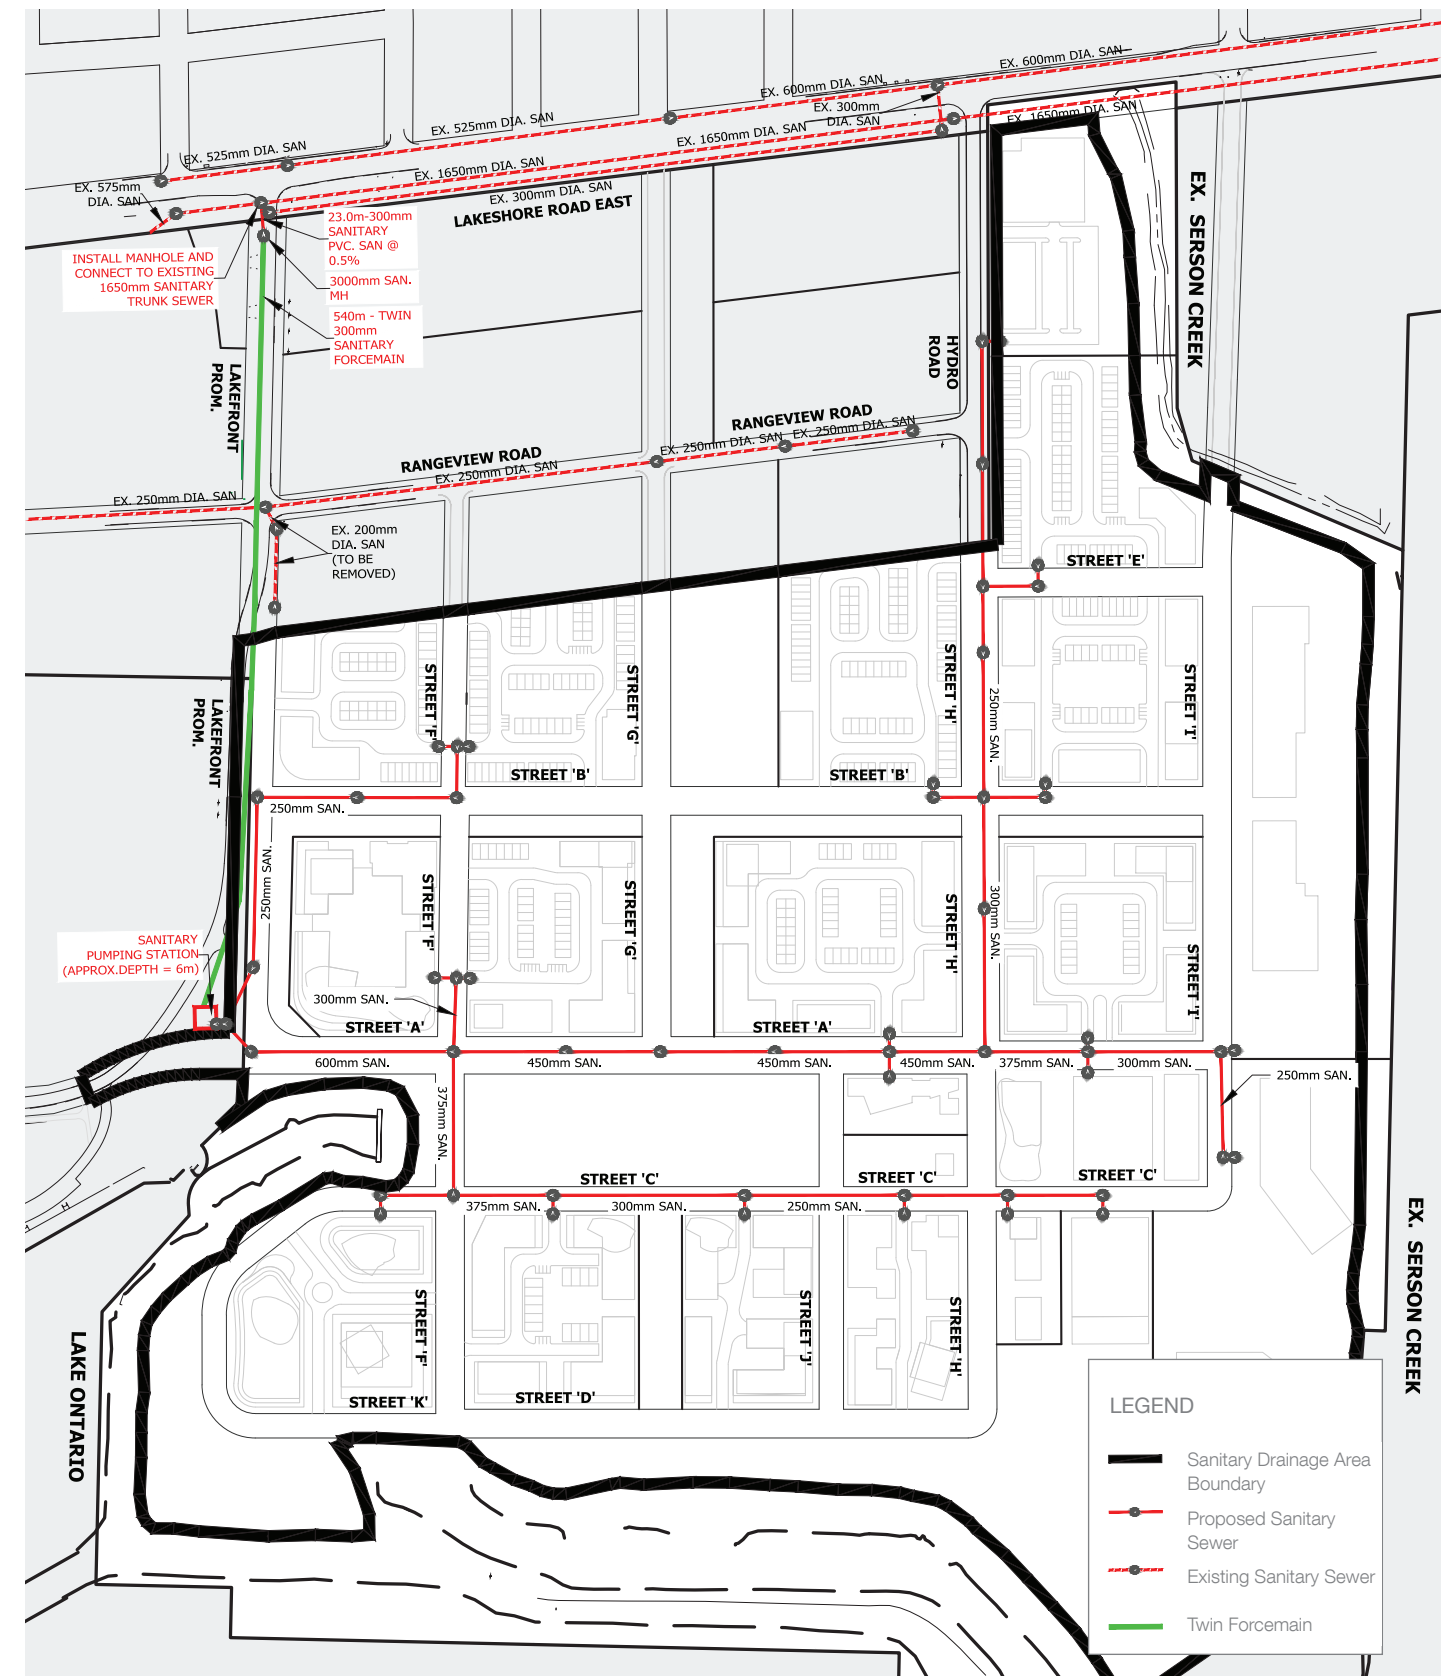 EX. 600mm DIA. SAN
EX. 600mm DIA. SAN
EX. 300mm
DIA. SAN
EX. 1650mm DIA. SAN
EX. 525mm DIA. SAN
EX. 1650mm DIA. SAN
EX. 525mm DIA. SAN
EX. 1650mm DIA. SAN
EX. 575mm
DIA. SAN
EX. 300mm DIA. SAN
LAKESHORE ROAD EAST
23.0m-300mm
SANITARY
PVC. SAN @
0.5%
INSTALL MANHOLE AND
CONNECT TO EXISTING
1650mm SANITARY
TRUNK SEWER
3000mm SAN.
MH
540m - TWIN
300mm
SANITARY
FORCEMAIN
EX. SERSON CREEK
LAKEFRONT
PROM.
HYDRO
ROAD
RANGEVIEW ROAD
EX. 250mm DIA. SAN
EX. 250mm DIA. SAN
RANGEVIEW ROAD
EX. 250mm DIA. SAN
EX. 250mm DIA. SAN
EX. 200mm
DIA. SAN
(TO BE
REMOVED)
STREET 'E'
STREET 'F'
STREET 'G'
STREET 'H'
STREET 'I'
250mm SAN.
LAKEFRONT
PROM.
STREET 'B'
STREET 'B'
250mm SAN.
250mm SAN.
STREET 'F'
STREET 'G'
STREET 'H'
300mm SAN.
STREET 'I'
SANITARY
PUMPING STATION
(APPROX.DEPTH = 6m)
300mm SAN.
STREET 'A'
STREET 'A'
600mm SAN.
450mm SAN.
450mm SAN.
450mm SAN.
375mm SAN.
300mm SAN.
250mm SAN.
375mm SAN.
STREET 'C'
STREET 'C'
STREET 'C'
375mm SAN.
300mm SAN.
250mm SAN.
EX. SERSON CREEK
STREET 'F'
STREET 'J'
STREET 'H'
LAKE ONTARIO
STREET 'K'
STREET 'D'
H
H
LEGEND
Sanitary Drainage Area
Boundary
Proposed Sanitary
Sewer
Existing Sanitary Sewer
Twin Forcemain